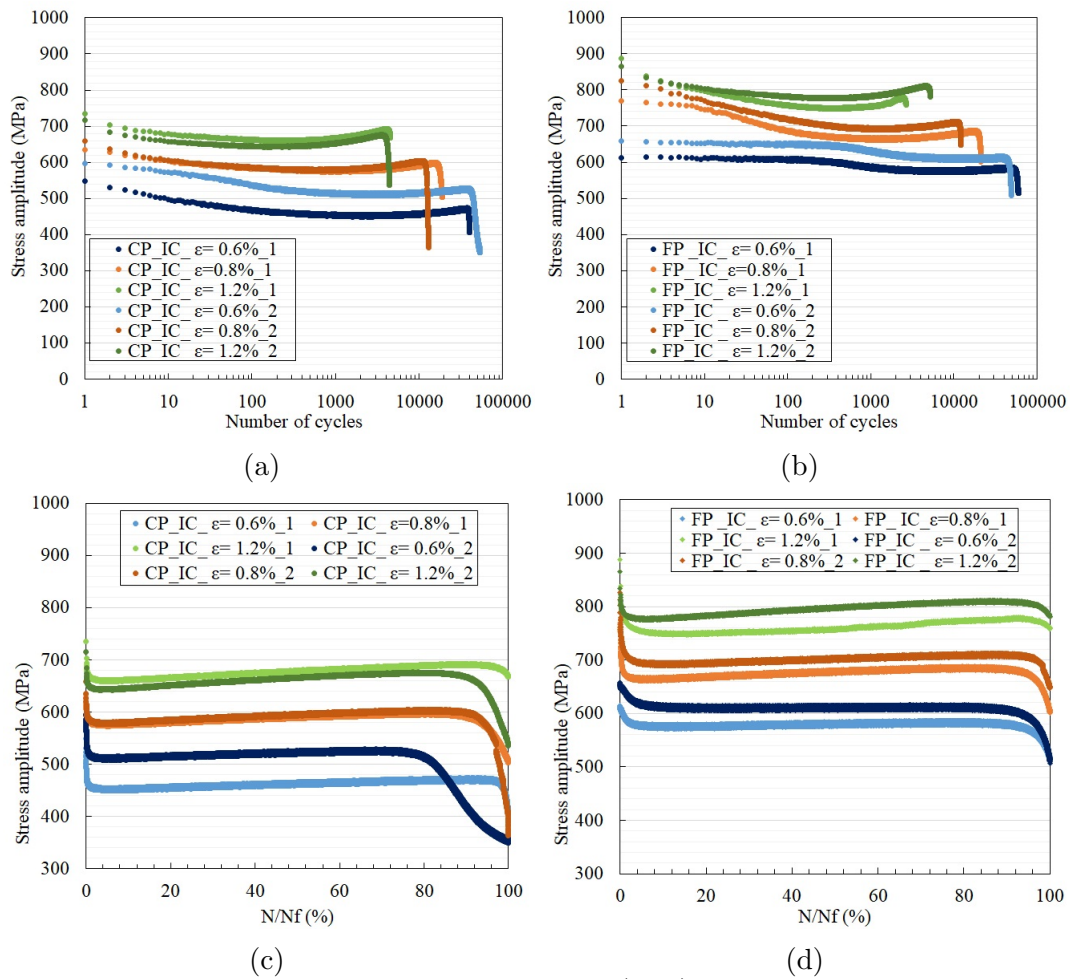 1000
900
800
700
600
500
400
300
200
100
0
Stress amplitude (MPa)
CP_IC_ ε= 0.6%_1
CP_IC_ ε=0.8%_1
CP_IC_ ε= 1.2%_1
CP_IC_ ε= 0.6%_2
CP_IC_ ε= 0.8%_2
CP_IC_ ε= 1.2%_2
1 10 100 1000 10000 100000
Number of cycles
(a)
1000
900
800
700
600
500
400
300
200
100
0
Stress amplitude (MPa)
FP_IC_ ε= 0.6%_1
FP_IC_ε=0.8%_1
FP_IC_ ε= 1.2%_1
FP_IC_ ε= 0.6%_2
FP_IC_ ε= 0.8%_2
FP_IC_ ε= 1.2%_2
1 10 100 1000 10000 100000
Number of cycles
(b)
1000
900
800
700
600
500
400
300
Stress amplitude (MPa)
CP_IC_ ε= 0.6%_1 CP_IC_ ε=0.8%_1
CP_IC_ ε= 1.2%_1 CP_IC_ ε= 0.6%_2
CP_IC_ ε= 0.8%_2 CP_IC_ ε= 1.2%_2
0 20 40 60 80 100
N/Nf (%)
(c)
1000
900
800
700
600
500
400
300
Stress amplitude (MPa)
FP_IC_ ε= 0.6%_1 FP_IC_ε=0.8%_1
FP_IC_ ε= 1.2%_1 FP_IC_ ε= 0.6%_2
FP_IC_ ε= 0.8%_2 FP_IC_ ε= 1.2%_2
0 20 40 60 80 100
N/Nf (%)
(d)